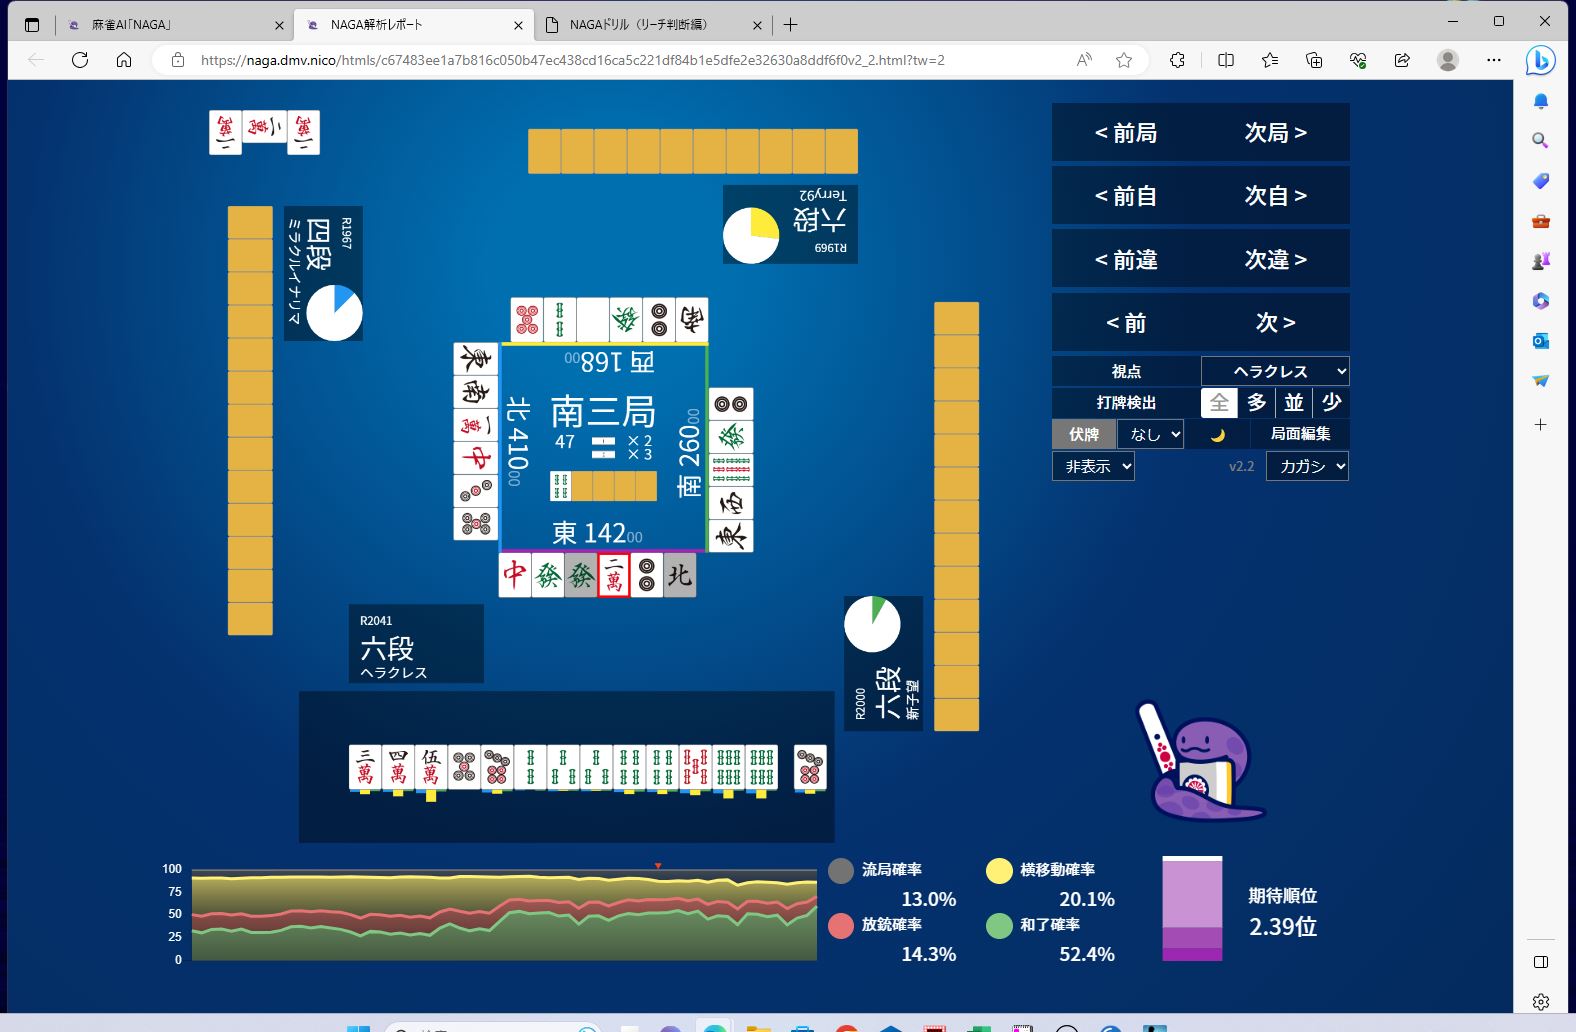 麻雀AI「NAGA」
NAGA解析レポート
NAGAドリル（リーチ判断編）
https://naga.dmv.nico/htmls/c67483ee1a7b816c050b47ec438cd16ca5c221df84b1e5dfe2e32630a8ddf6f0v2_2.html?tw=2
< 前局
次局 >
< 前自
次自 >
< 前違
次違 >
< 前
次 >
視点
ヘラクレス
打牌検出
全 多 並 少
伏牌
なし
局面編集
非表示
v2.2
カガシ
Terry92
六段
R1969
R1967
四段
ミラクルイナリマ
西 16800
北 41000
南三局
47
×2
×3
南 26000
東 14200
R2041
六段
ヘラクレス
R2000
六段
新子望
100
75
50
25
0
流局確率
13.0%
横移動確率
20.1%
放銃確率
14.3%
和了確率
52.4%
期待順位
2.39位